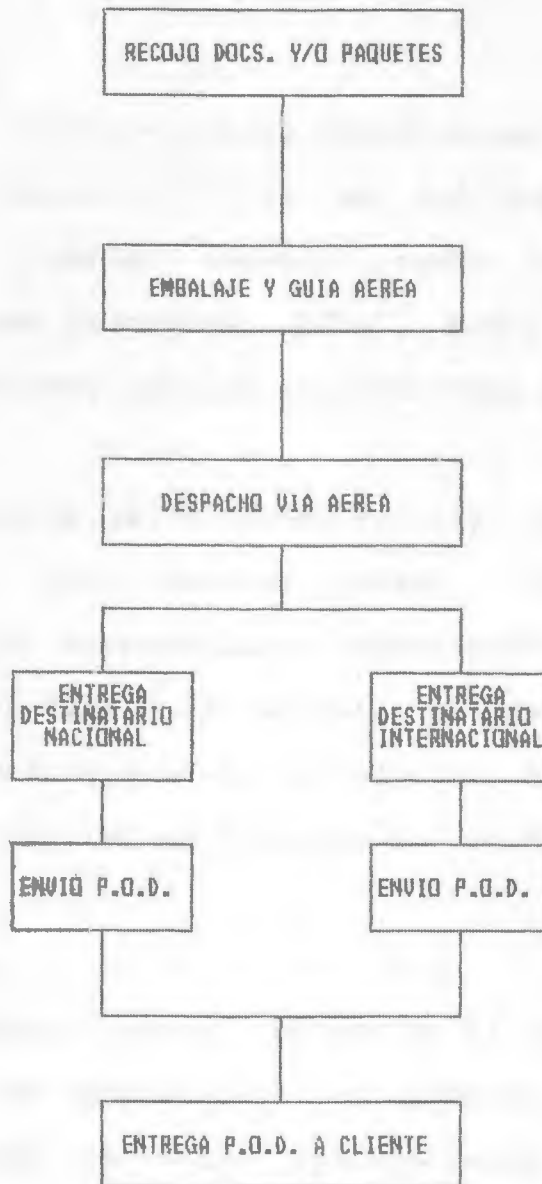 RECOJO DOCS. Y/O PAQUETES
EMBALAJE Y GUIA AEREA
DESPACHO VIA AEREA
ENTREGA
DESTINATARIO
NACIONAL
ENTREGA
DESTINATARIO
INTERNACIONAL
ENVIO P.O.D.
ENVIO P.O.D.
ENTREGA P.O.D. A CLIENTE